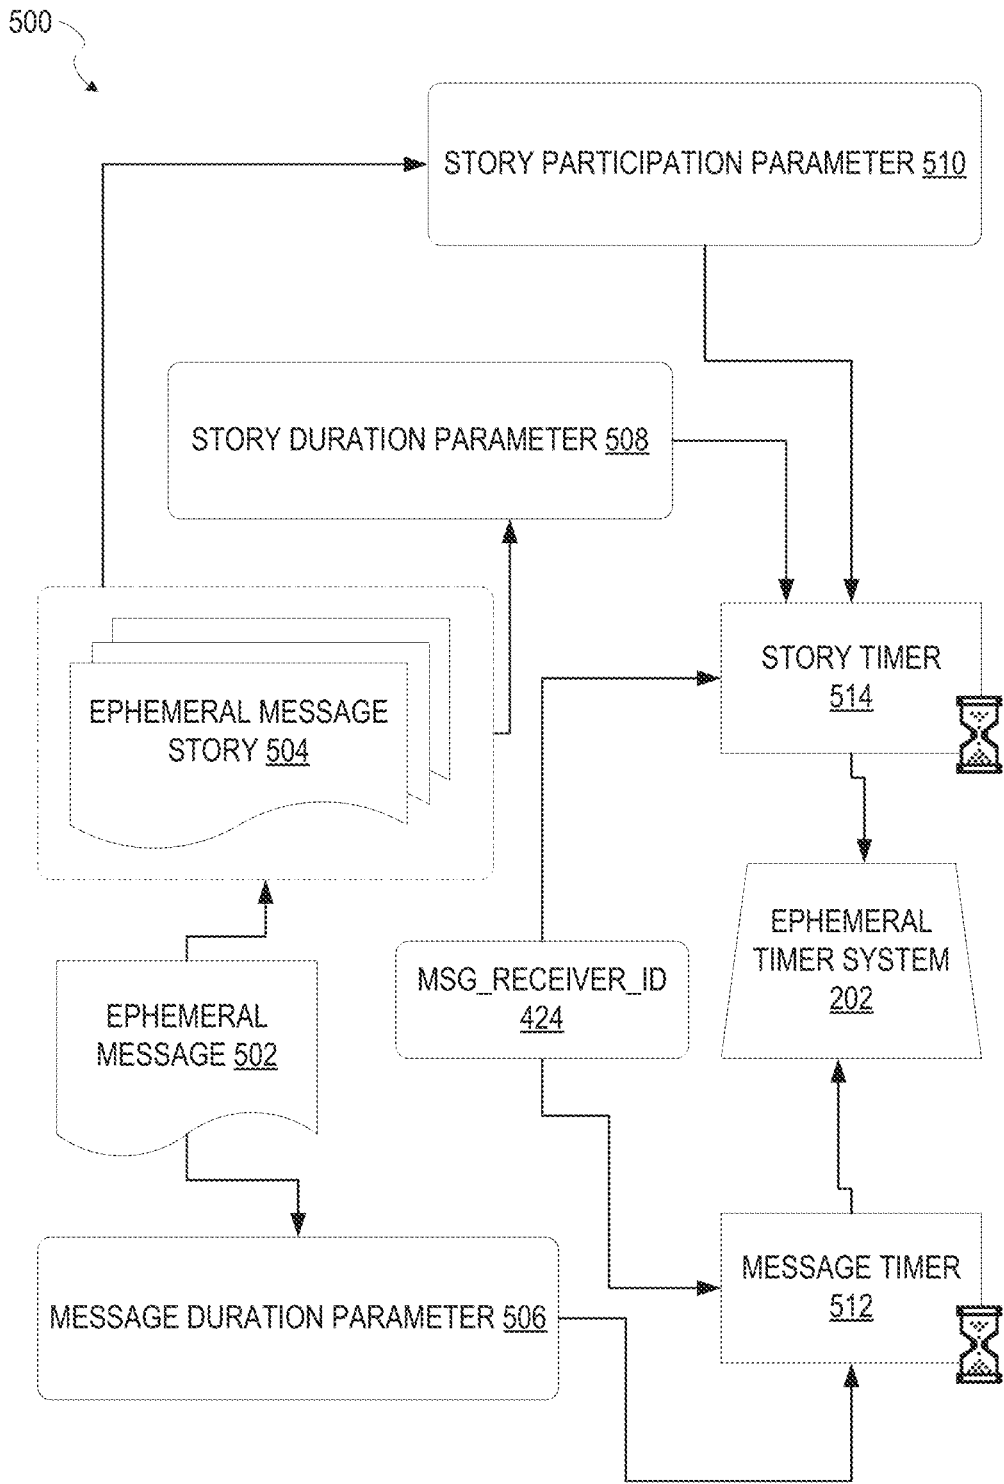 500
STORY PARTICIPATION PARAMETER 510
STORY DURATION PARAMETER 508
EPHEMERAL MESSAGE
STORY 504
STORY TIMER
514
EPHEMERAL
TIMER SYSTEM
202
MSG_RECEIVER_ID
424
EPHEMERAL
MESSAGE 502
MESSAGE TIMER
512
MESSAGE DURATION PARAMETER 506